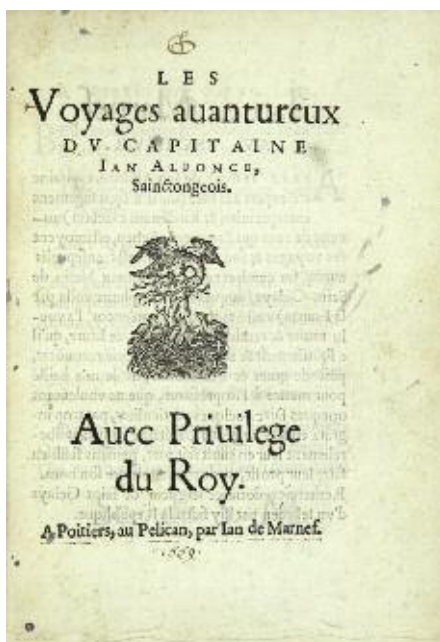 LES
Voyages auantureux
DV CAPITAINE
IAN ALFONCE,
Sainctongeois.
Auec Priuilege
du Roy.
A Poitiers, au Pelican, par Ian de Marnef.